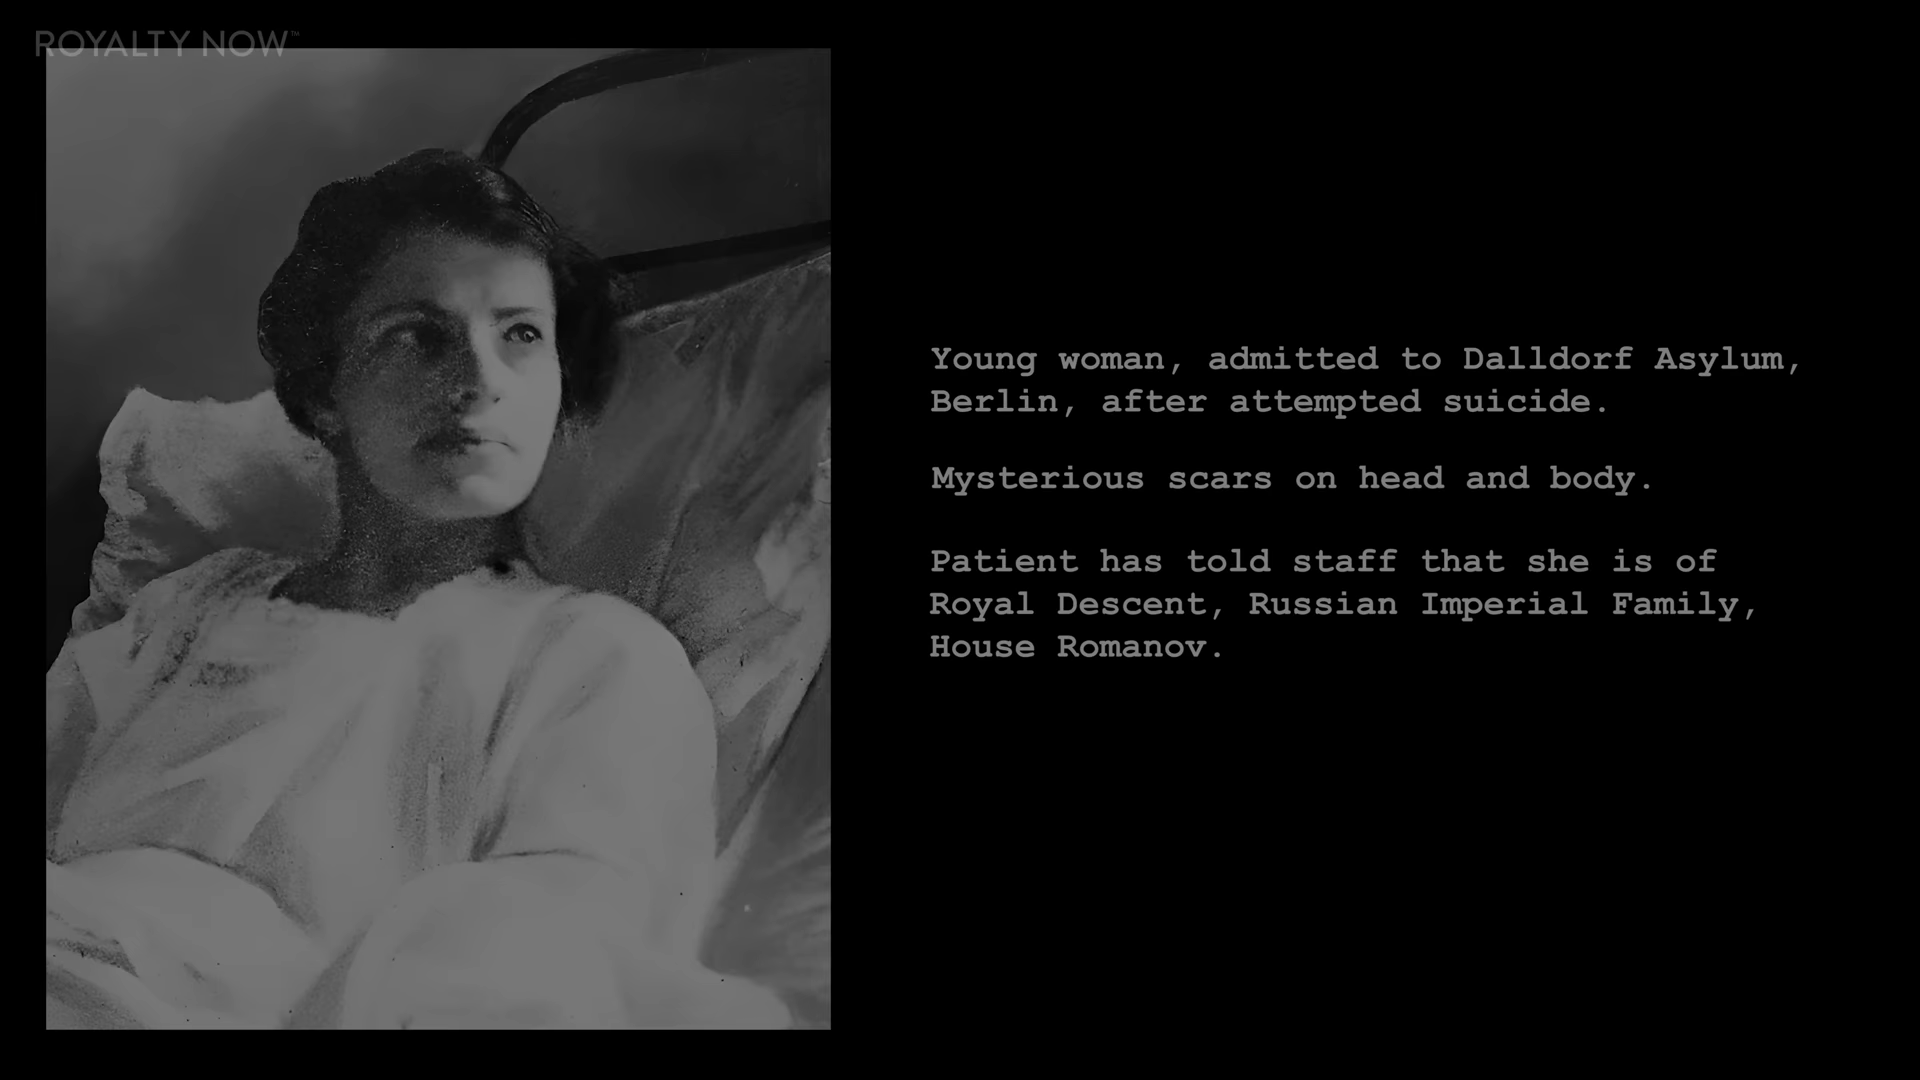 ROYALTY NOW™
Young woman, admitted to Dalldorf Asylum,
Berlin, after attempted suicide.
Mysterious scars on head and body.
Patient has told staff that she is of
Royal Descent, Russian Imperial Family,
House Romanov.